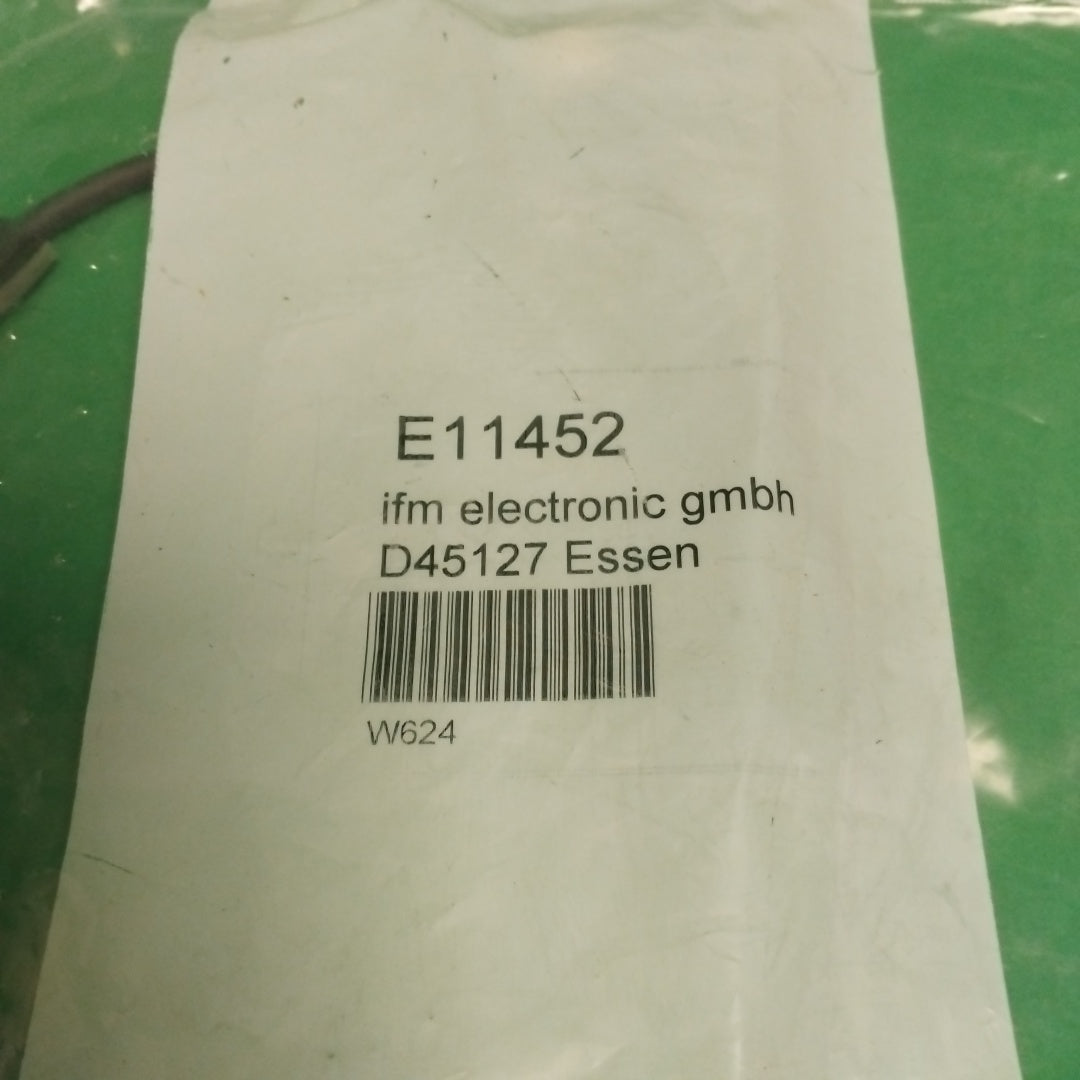 E11452
ifm electronic gmbh
D45127 Essen
W624